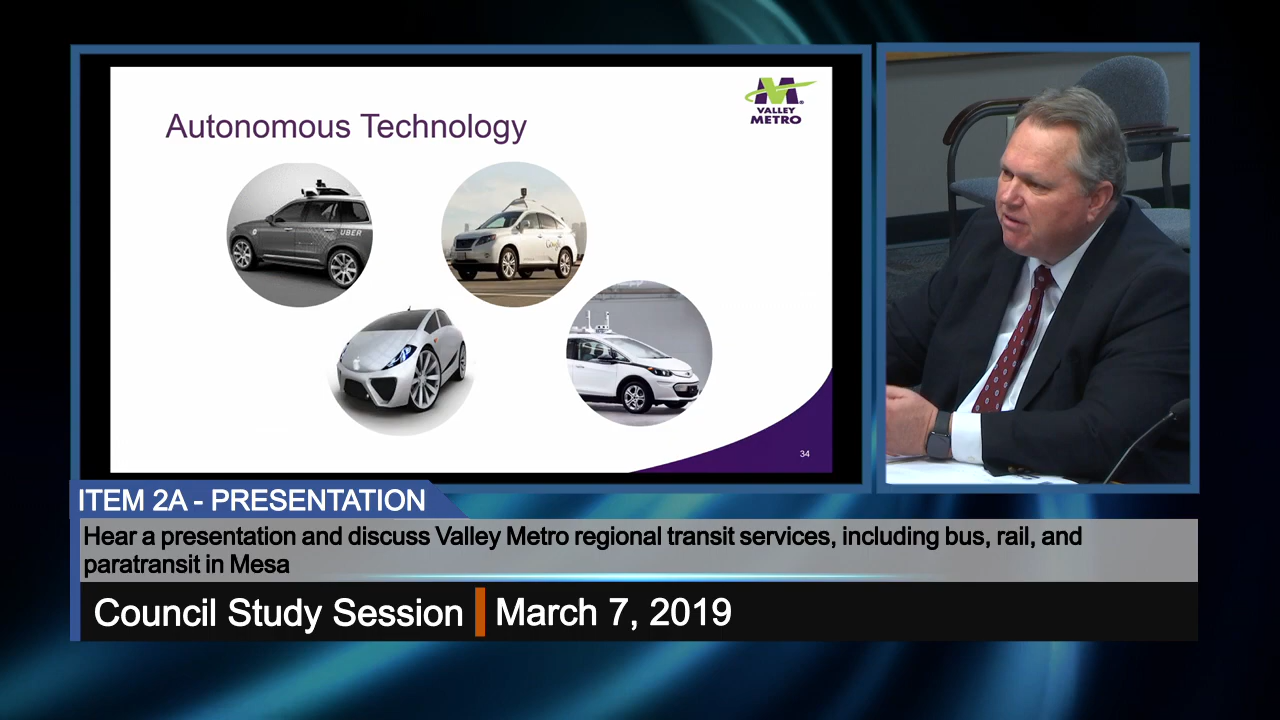 Autonomous Technology
VALLEY
METRO
UBER
Google
34
ITEM 2A - PRESENTATION
Hear a presentation and discuss Valley Metro regional transit services, including bus, rail, and
paratransit in Mesa
Council Study Session
March 7, 2019